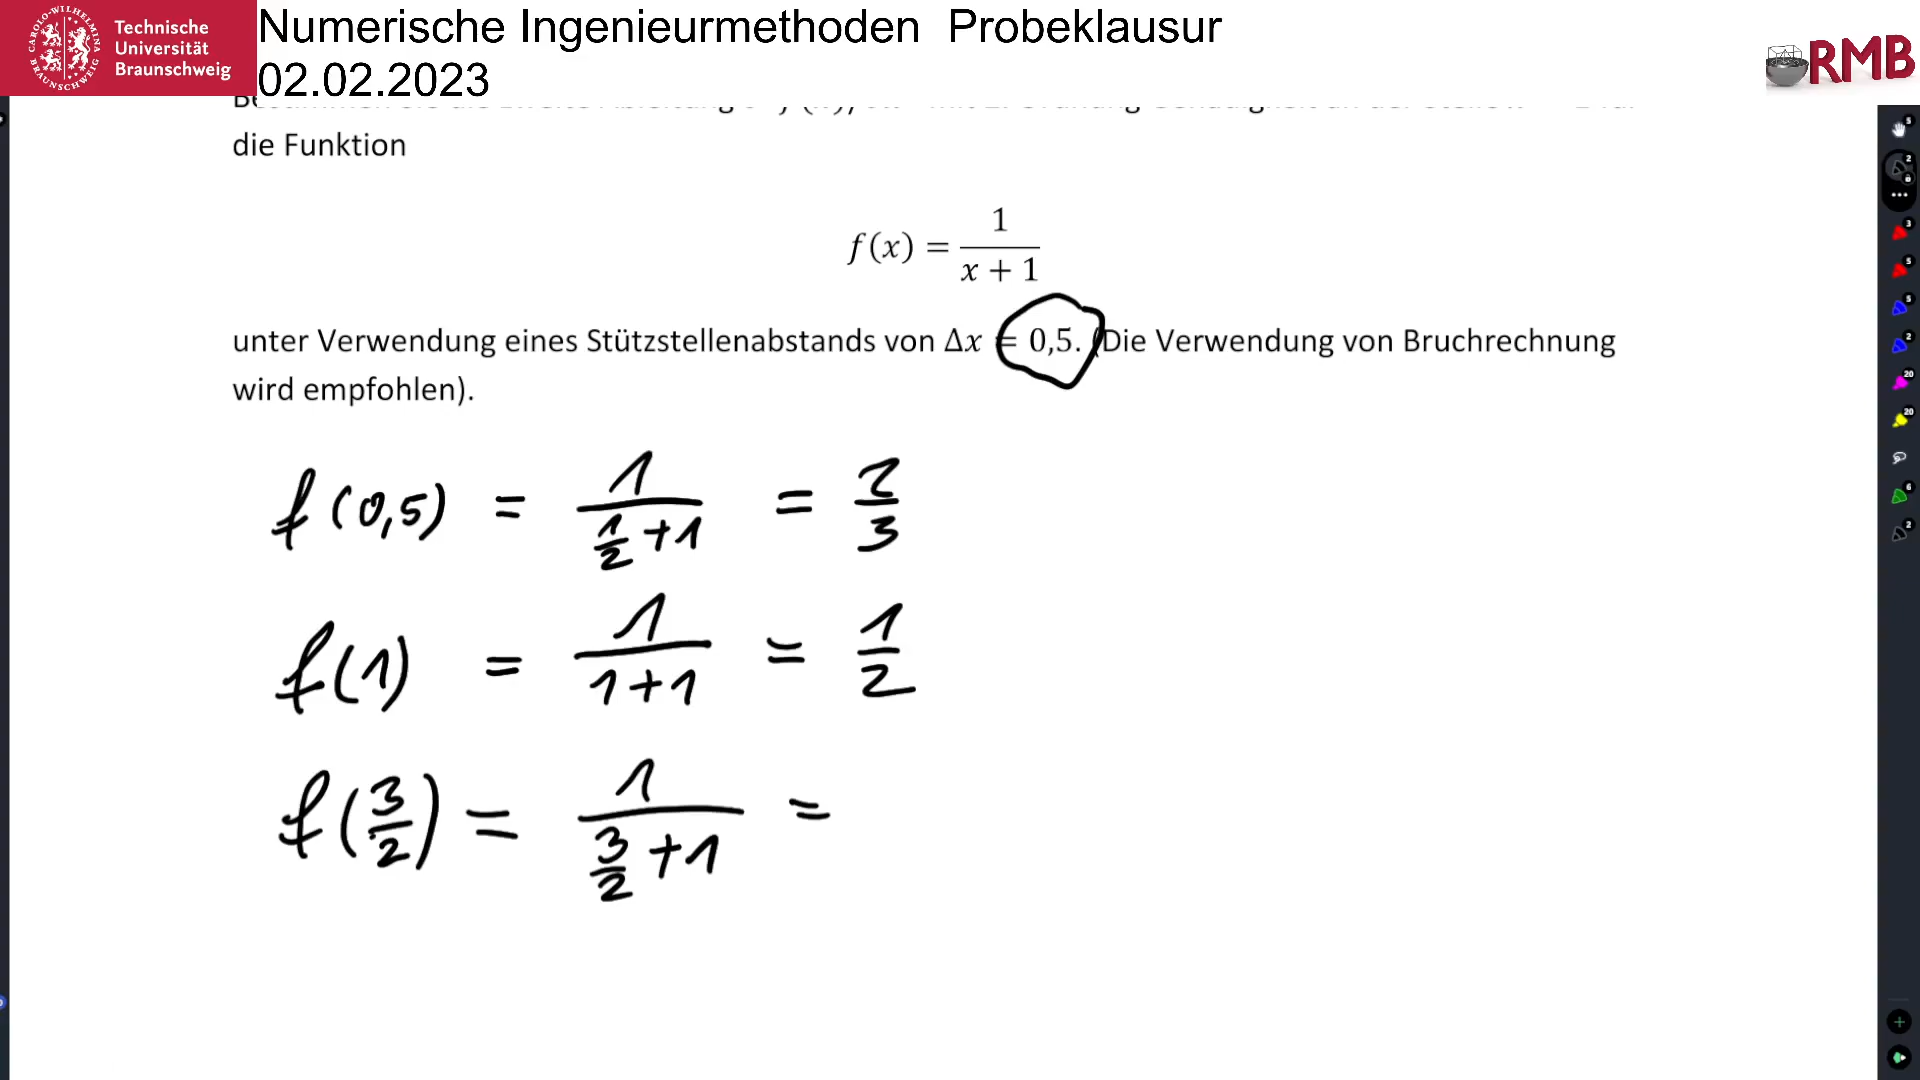 Technische
Universität
Braunschweig
Numerische Ingenieurmethoden Probeklausur
02.02.2023
RMB
die Funktion
f(x) = 1/(x + 1)
unter Verwendung eines Stützstellenabstands von Δx = 0,5. (Die Verwendung von Bruchrechnung
wird empfohlen).
f(0,5) = 1/(1/2+1) = 2/3
f(1) = 1/(1+1) = 1/2
f(3/2) = 1/(3/2+1) =